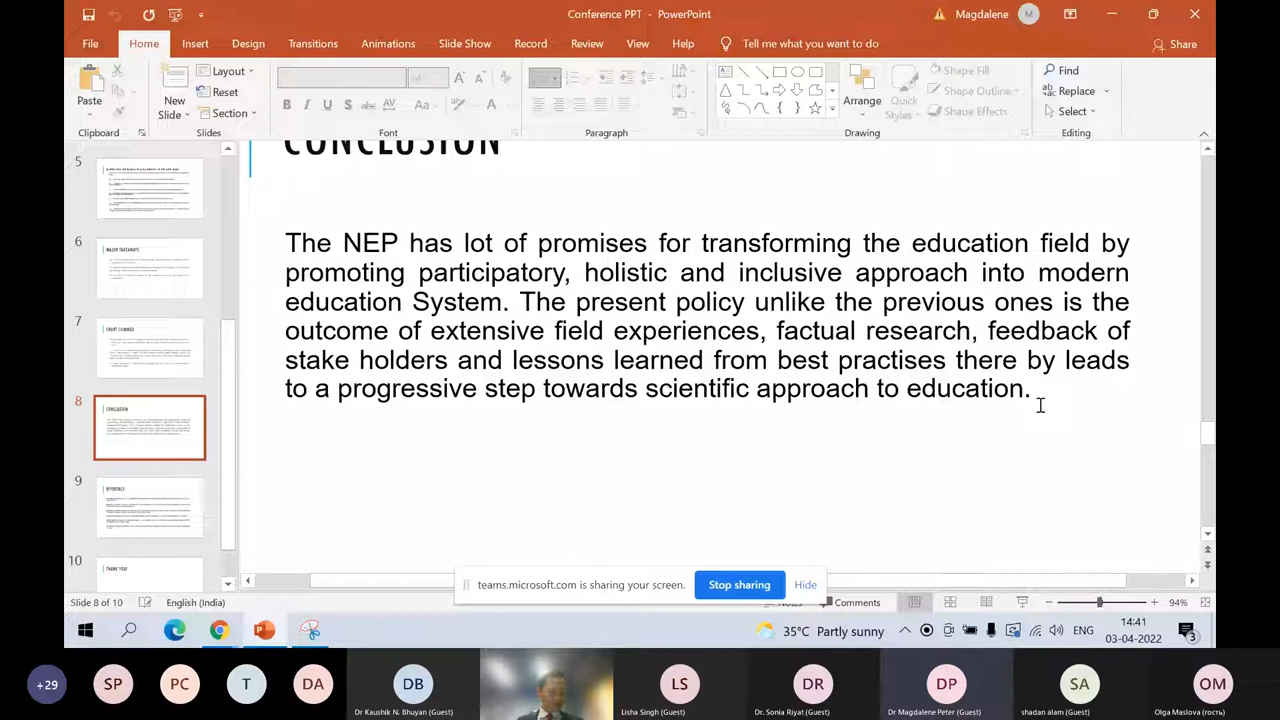 Conference PPT - PowerPoint
Magdalene M
File Home Insert Design Transitions Animations Slide Show Record Review View Help Tell me what you want to do Share
Paste
Clipboard
New Slide
Layout
Reset
Section
Slides
Font
Paragraph
Arrange
Quick Styles
Shape Fill
Shape Outline
Shape Effects
Drawing
Find
Replace
Select
Editing
5
6
7
8
9
10
CONCLUSION
The NEP has lot of promises for transforming the education field by
promoting participatory, holistic and inclusive approach into modern
education System. The present policy unlike the previous ones is the
outcome of extensive field experiences, factual research, feedback of
stake holders and lessons learned from best practises there by leads
to a progressive step towards scientific approach to education.
teams.microsoft.com is sharing your screen. Stop sharing Hide
Slide 8 of 10 English (India) Notes Comments 94%
35°C Partly sunny ENG 14:41
03-04-2022 3
+29 SP PC T DA DB LS DR DP SA OM
Dr Kaushik N. Bhuyan (Guest) Lisha Singh (Guest) Dr. Sonia Riyat (Guest) Dr Magdalene Peter (Guest) shadan alam (Guest) Olga Maslova (гость)